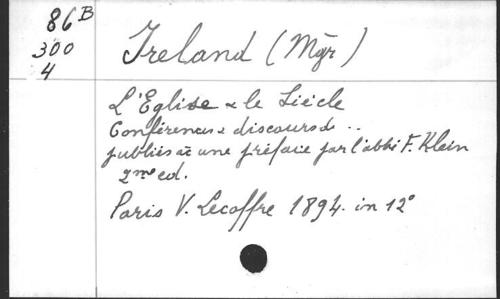 86B
300
4
Ireland (Mgr)
L'Eglise & le Siècle
Conférences & discours de ..
publiés av une préface par l'abbé F. Klein
2me ed.
Paris V. Lecoffre 1894. in 12°